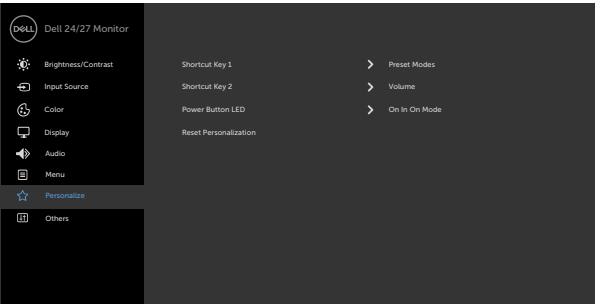 DELL Dell 24/27 Monitor
Brightness/Contrast
Input Source
Color
Display
Audio
Menu
Personalize
Others
Shortcut Key 1 Preset Modes
Shortcut Key 2 Volume
Power Button LED On In On Mode
Reset Personalization